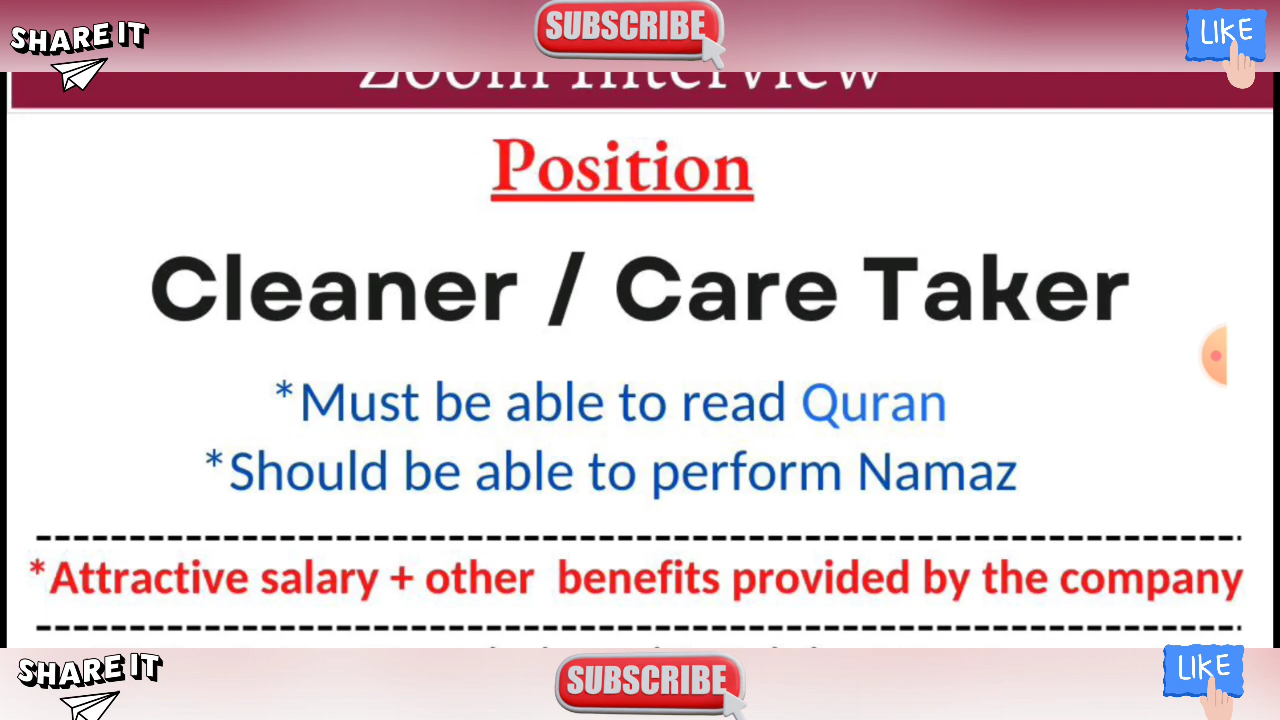 SHARE IT
SUBSCRIBE
LIKE
Zoom Interview
Position
Cleaner / Care Taker
*Must be able to read Quran
*Should be able to perform Namaz
*Attractive salary + other benefits provided by the company
SHARE IT
SUBSCRIBE
LIKE